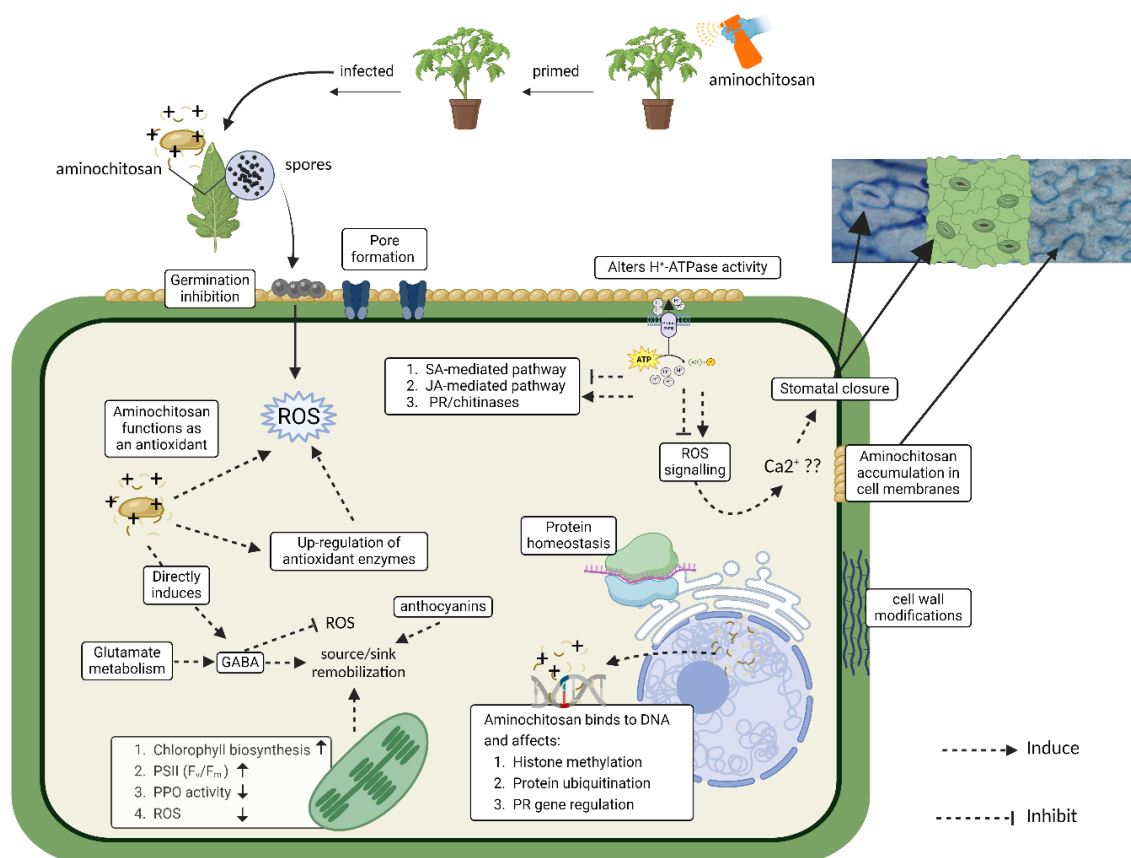 infected
primed
aminochitosan
aminochitosan
spores
Pore
formation
Germination
inhibition
Alters H⁺-ATPase activity
ATP
H⁺
1. SA-mediated pathway
2. JA-mediated pathway
3. PR/chitinases
Stomatal closure
ROS
signalling
Ca2⁺ ??
Aminochitosan
accumulation in
cell membranes
Aminochitosan
functions as
an antioxidant
ROS
Up-regulation of
antioxidant enzymes
Directly
induces
anthocyanins
ROS
Glutamate
metabolism
GABA
source/sink
remobilization
Protein
homeostasis
cell wall
modifications
1. Chlorophyll biosynthesis ↑
2. PSII (Fᵥ/Fₘ) ↑
3. PPO activity ↓
4. ROS ↓
Aminochitosan binds to DNA
and affects:
1. Histone methylation
2. Protein ubiquitination
3. PR gene regulation
Induce
Inhibit